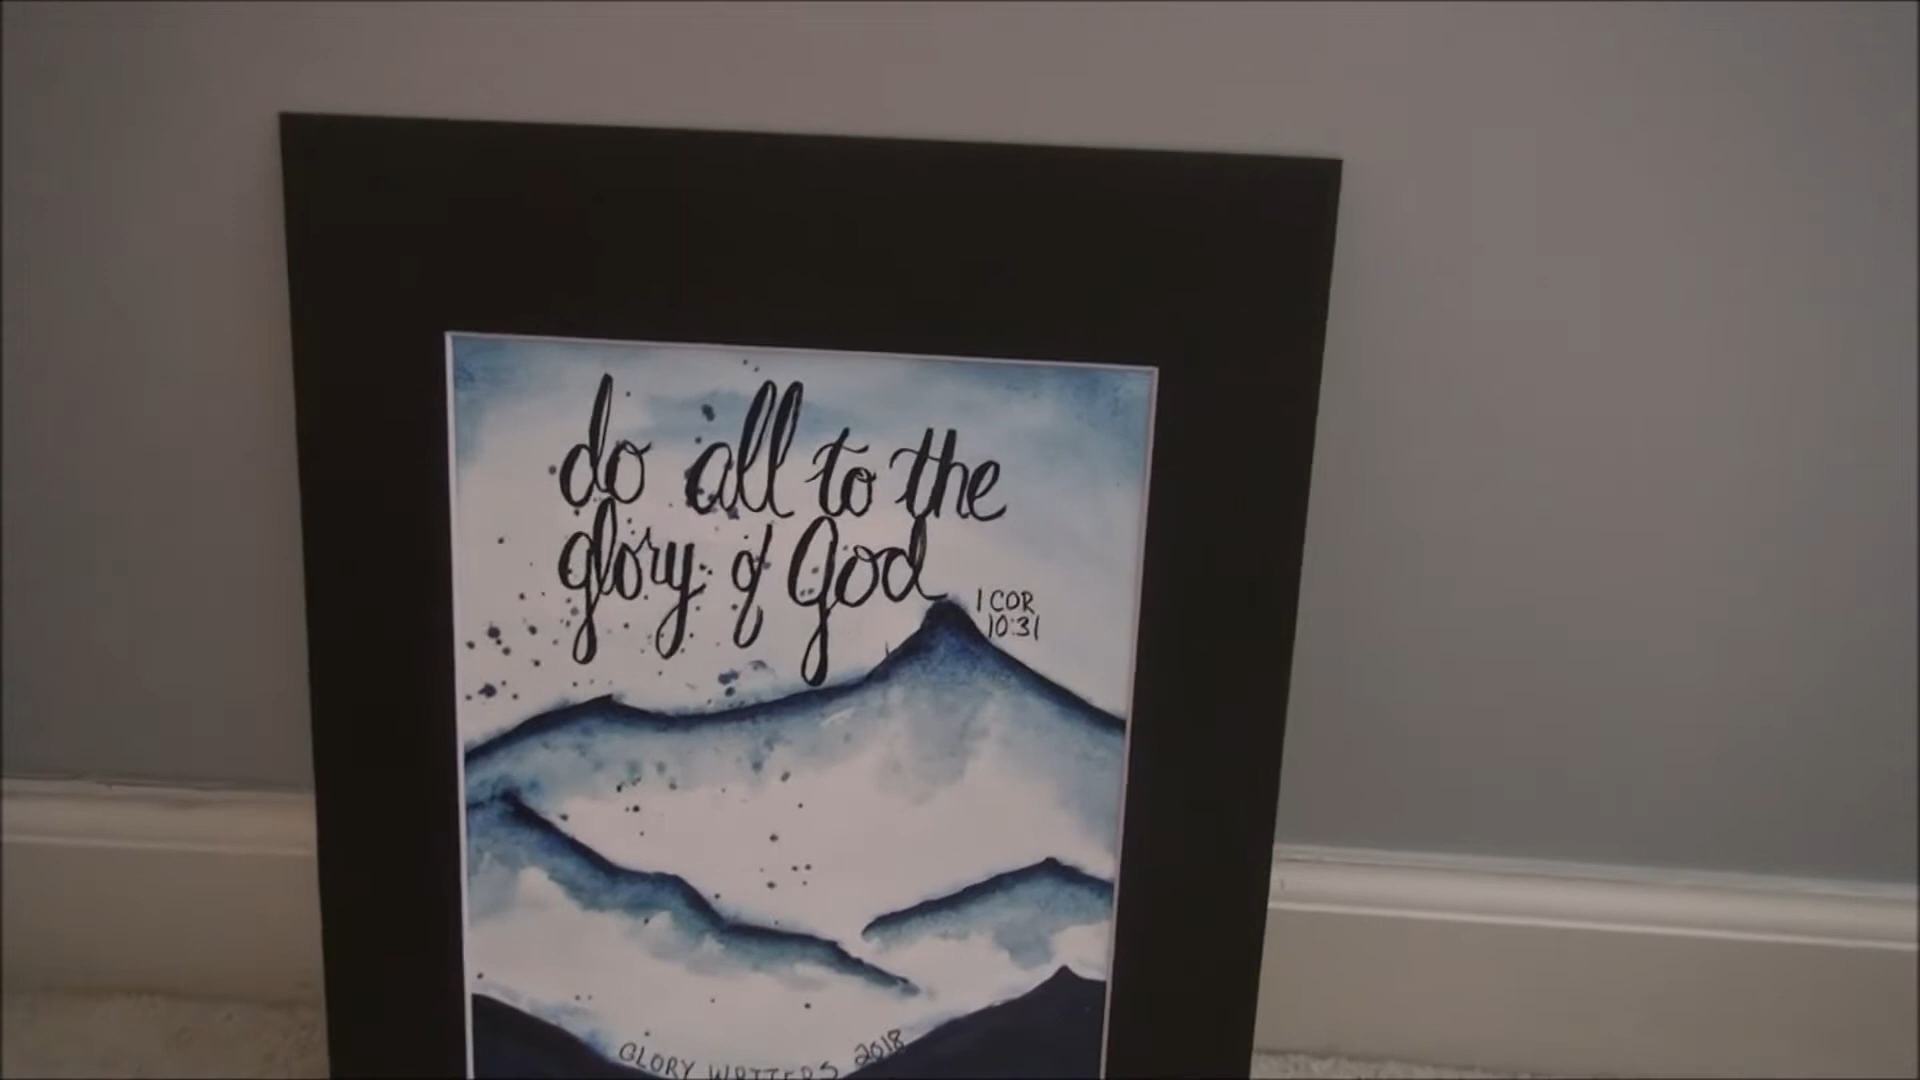 do all to the
glory of God
1 COR
10:31
GLORY WRITERS 2018